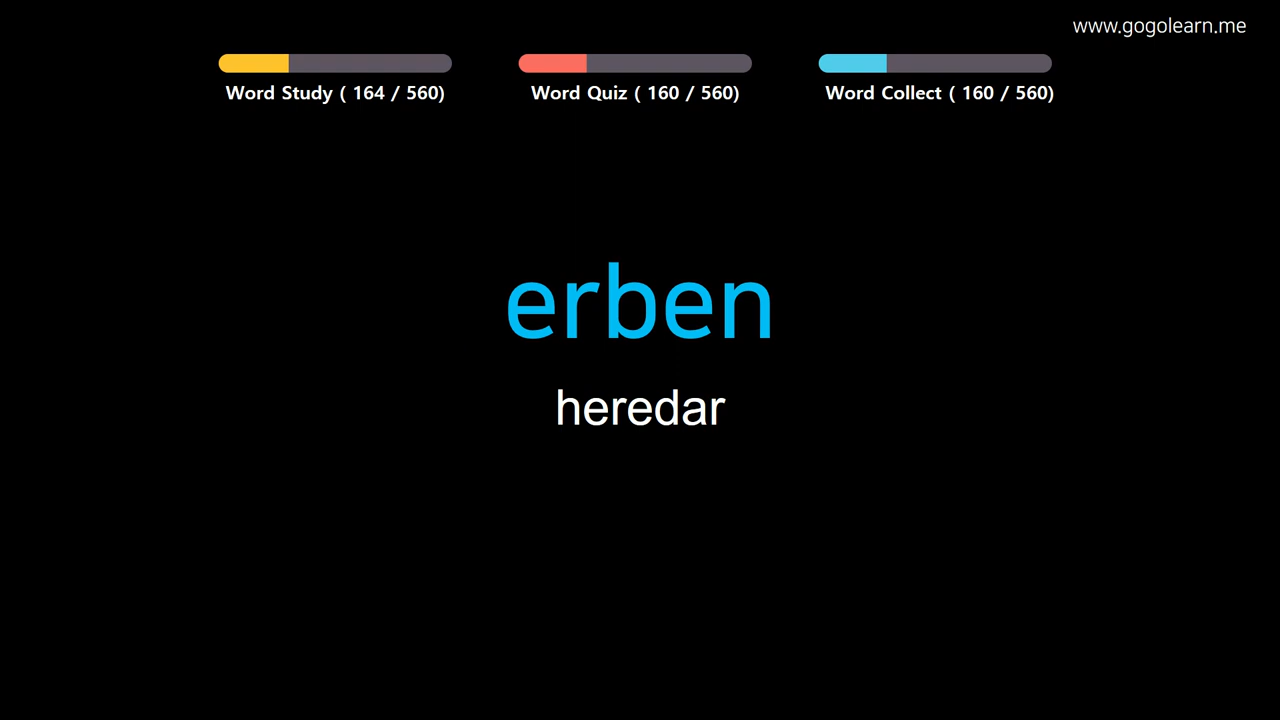 www.gogolearn.me
Word Study ( 164 / 560)
Word Quiz ( 160 / 560)
Word Collect ( 160 / 560)
erben
heredar